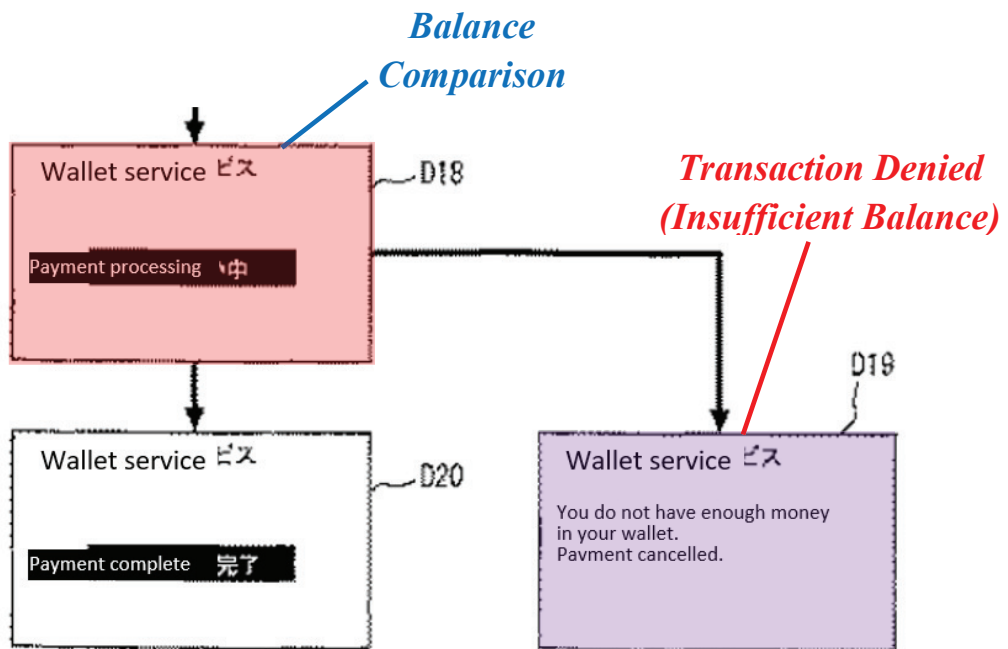 Balance
Comparison
Wallet service ビス
D18
Transaction Denied
(Insufficient Balance)
Payment processing 中
D19
Wallet service ビス
D20
Wallet service ビス
You do not have enough money
in your wallet.
Pavment cancelled.
Payment complete 完了